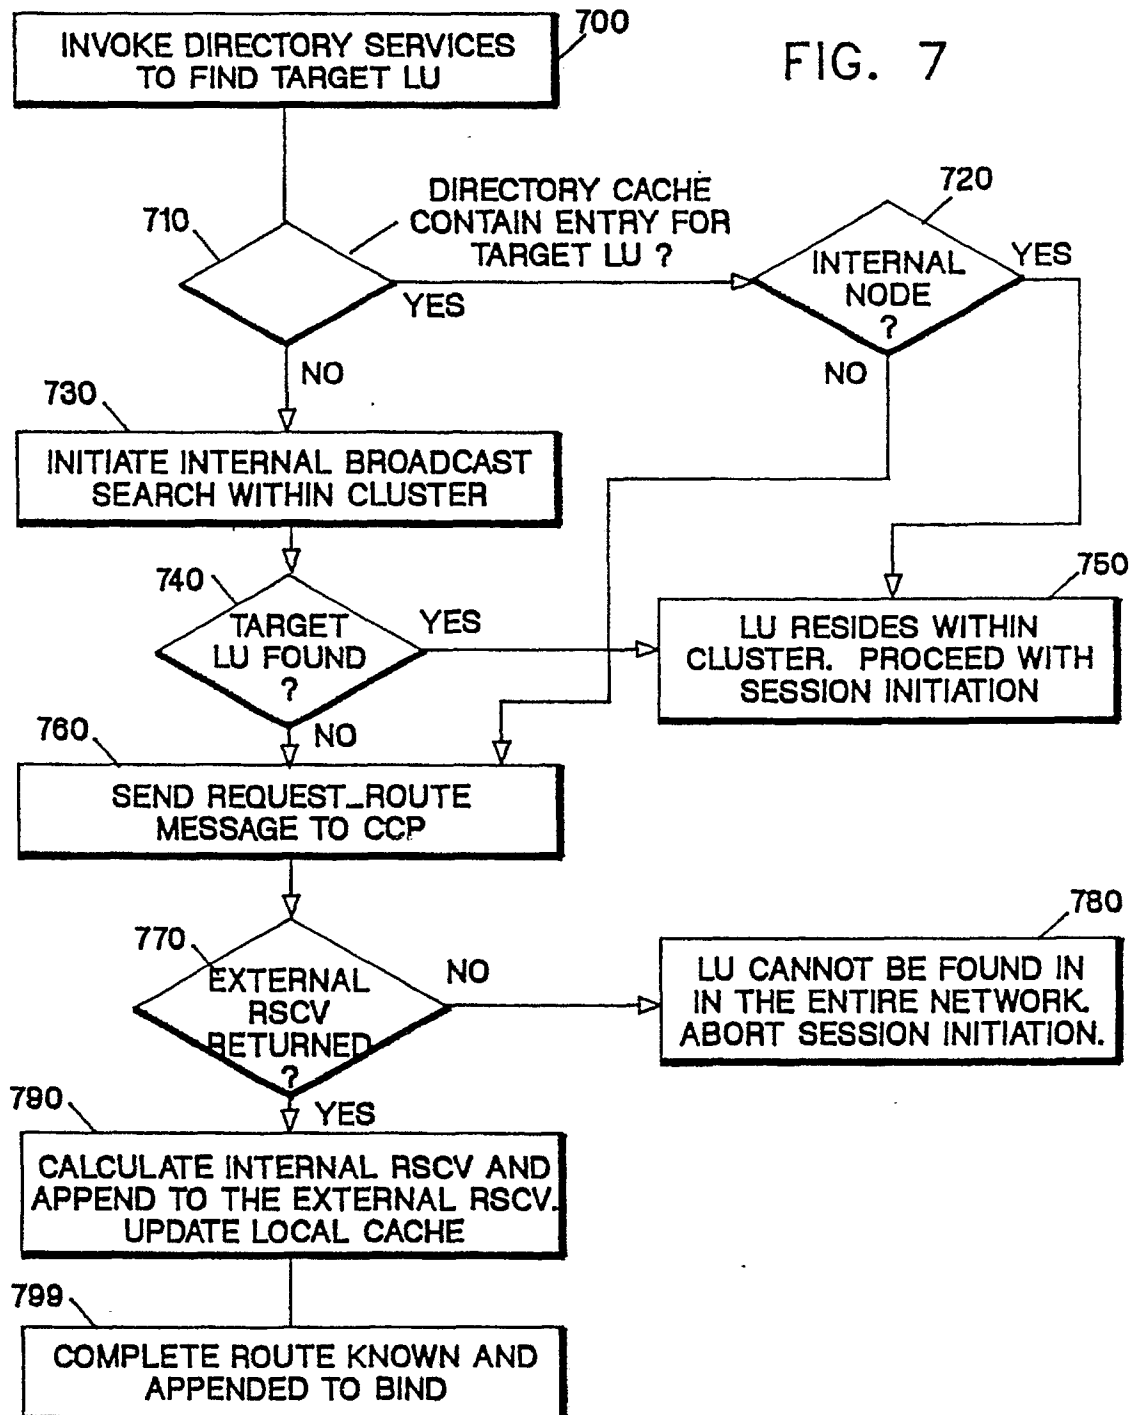 700
INVOKE DIRECTORY SERVICES
TO FIND TARGET LU
FIG. 7
710
DIRECTORY CACHE
CONTAIN ENTRY FOR
TARGET LU ?
YES
NO
720
INTERNAL
NODE
?
YES
NO
730
INITIATE INTERNAL BROADCAST
SEARCH WITHIN CLUSTER
740
TARGET
LU FOUND
?
YES
NO
750
LU RESIDES WITHIN
CLUSTER. PROCEED WITH
SESSION INITIATION
760
SEND REQUEST_ROUTE
MESSAGE TO CCP
770
EXTERNAL
RSCV
RETURNED
?
NO
YES
780
LU CANNOT BE FOUND IN
IN THE ENTIRE NETWORK.
ABORT SESSION INITIATION.
790
CALCULATE INTERNAL RSCV AND
APPEND TO THE EXTERNAL RSCV.
UPDATE LOCAL CACHE
799
COMPLETE ROUTE KNOWN AND
APPENDED TO BIND